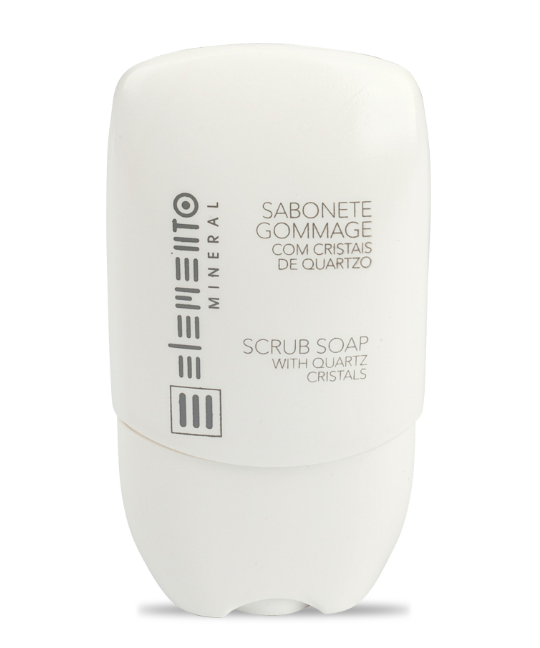 ELEMENTO
MINERAL
SABONETE
GOMMAGE
COM CRISTAIS
DE QUARTZO
SCRUB SOAP
WITH QUARTZ
CRISTALS